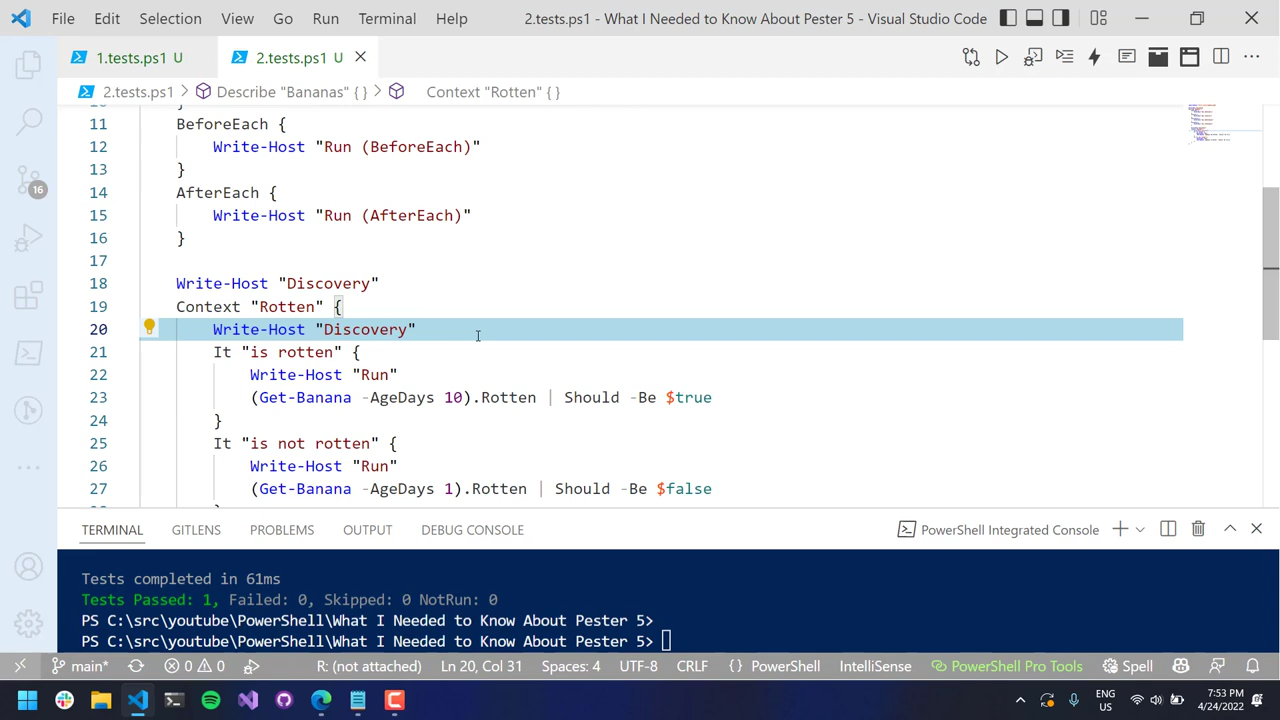 File Edit Selection View Go Run Terminal Help 2.tests.ps1 - What I Needed to Know About Pester 5 - Visual Studio Code
1.tests.ps1 U 2.tests.ps1 U
2.tests.ps1 > Describe "Bananas" { } > Context "Rotten" { }
11 BeforeEach {
12 Write-Host "Run (BeforeEach)"
13 }
14 AfterEach {
15 Write-Host "Run (AfterEach)"
16 }
17
18 Write-Host "Discovery"
19 Context "Rotten" {
20 Write-Host "Discovery"
21 It "is rotten" {
22 Write-Host "Run"
23 (Get-Banana -AgeDays 10).Rotten | Should -Be $true
24 }
25 It "is not rotten" {
26 Write-Host "Run"
27 (Get-Banana -AgeDays 1).Rotten | Should -Be $false
16
TERMINAL GITLENS PROBLEMS OUTPUT DEBUG CONSOLE PowerShell Integrated Console
Tests completed in 61ms
Tests Passed: 1, Failed: 0, Skipped: 0 NotRun: 0
PS C:\src\youtube\PowerShell\What I Needed to Know About Pester 5>
PS C:\src\youtube\PowerShell\What I Needed to Know About Pester 5>
main* 0 0 R: (not attached) Ln 20, Col 31 Spaces: 4 UTF-8 CRLF { } PowerShell IntelliSense PowerShell Pro Tools Spell
ENG 7:53 PM
US 4/24/2022